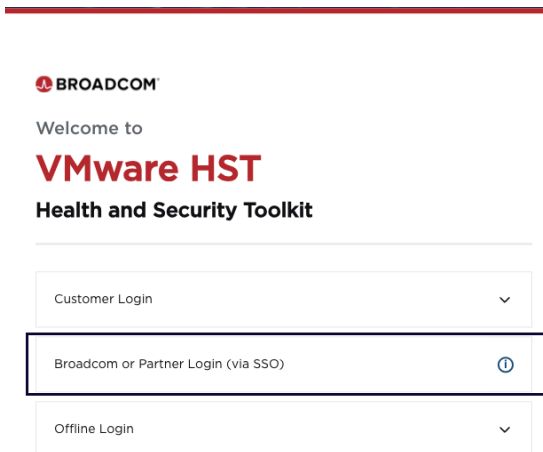 BROADCOM
Welcome to
VMware HST
Health and Security Toolkit
Customer Login
Broadcom or Partner Login (via SSO)
Offline Login